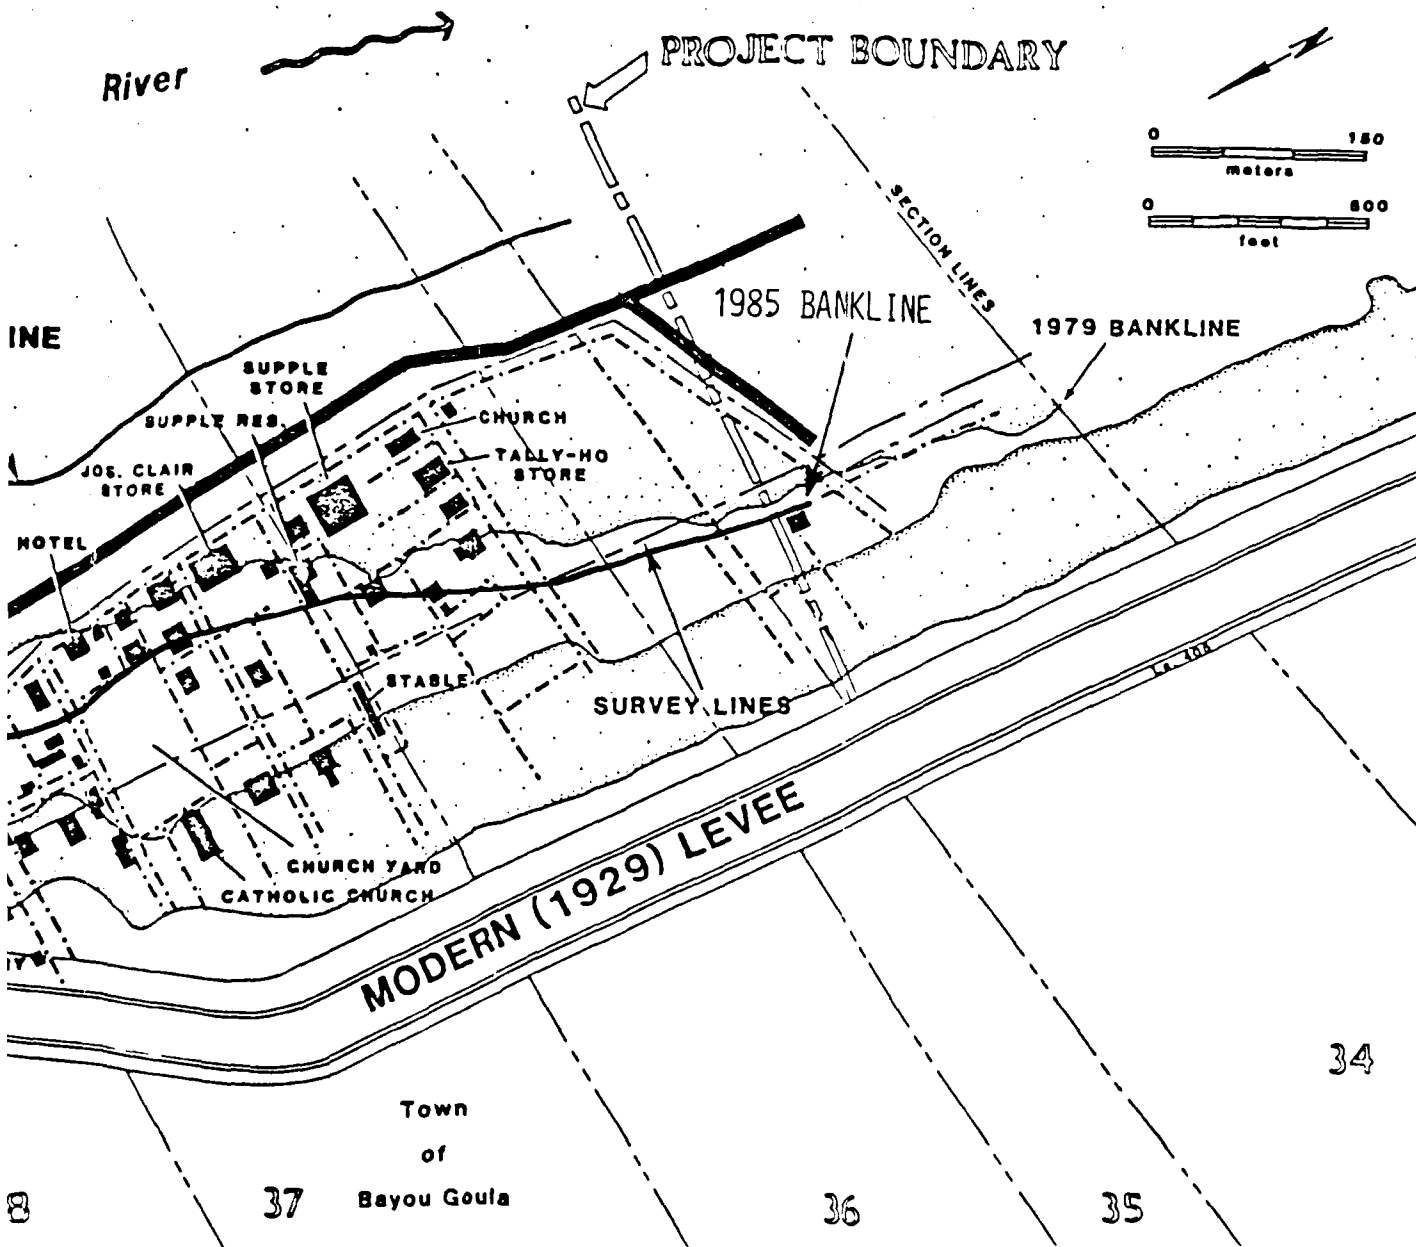 PROJECT BOUNDARY
River
N
0 150
meters
0 600
feet
SECTION LINES
1985 BANKLINE
1979 BANKLINE
INE
SUPPLE
STORE
SUPPLE RES.
CHURCH
JOS. CLAIR
STORE
TALLY-HO
STORE
HOTEL
STABLE
SURVEY LINES
La. 405
CHURCH YARD
CATHOLIC CHURCH
MODERN (1929) LEVEE
Y
34
Town
of
Bayou Goula
8
37
36
35